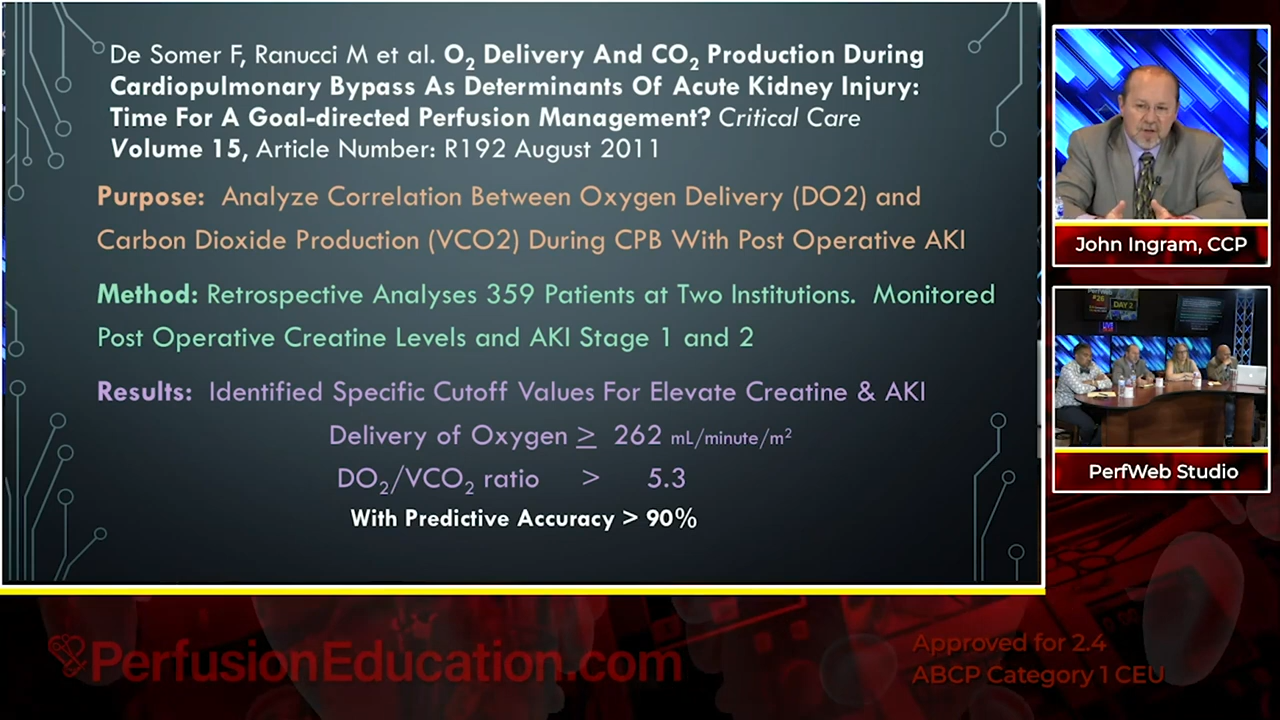 De Somer F, Ranucci M et al. O2 Delivery And CO2 Production During
Cardiopulmonary Bypass As Determinants Of Acute Kidney Injury:
Time For A Goal-directed Perfusion Management? Critical Care
Volume 15, Article Number: R192 August 2011
Purpose: Analyze Correlation Between Oxygen Delivery (DO2) and
Carbon Dioxide Production (VCO2) During CPB With Post Operative AKI
Method: Retrospective Analyses 359 Patients at Two Institutions. Monitored
Post Operative Creatine Levels and AKI Stage 1 and 2
Results: Identified Specific Cutoff Values For Elevate Creatine & AKI
Delivery of Oxygen ≥ 262 mL/minute/m²
DO2/VCO2 ratio > 5.3
With Predictive Accuracy > 90%
John Ingram, CCP
#26
DAY 2
PerfWeb Studio
PerfusionEducation.com
Approved for 2.4
ABCP Category 1 CEU